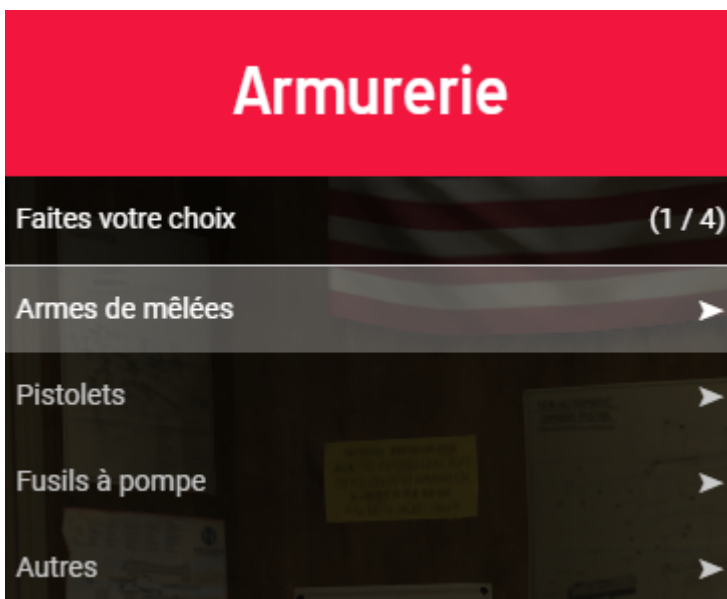 Armurerie
Faites votre choix (1 / 4)
Armes de mêlées
Pistolets
Fusils à pompe
Autres